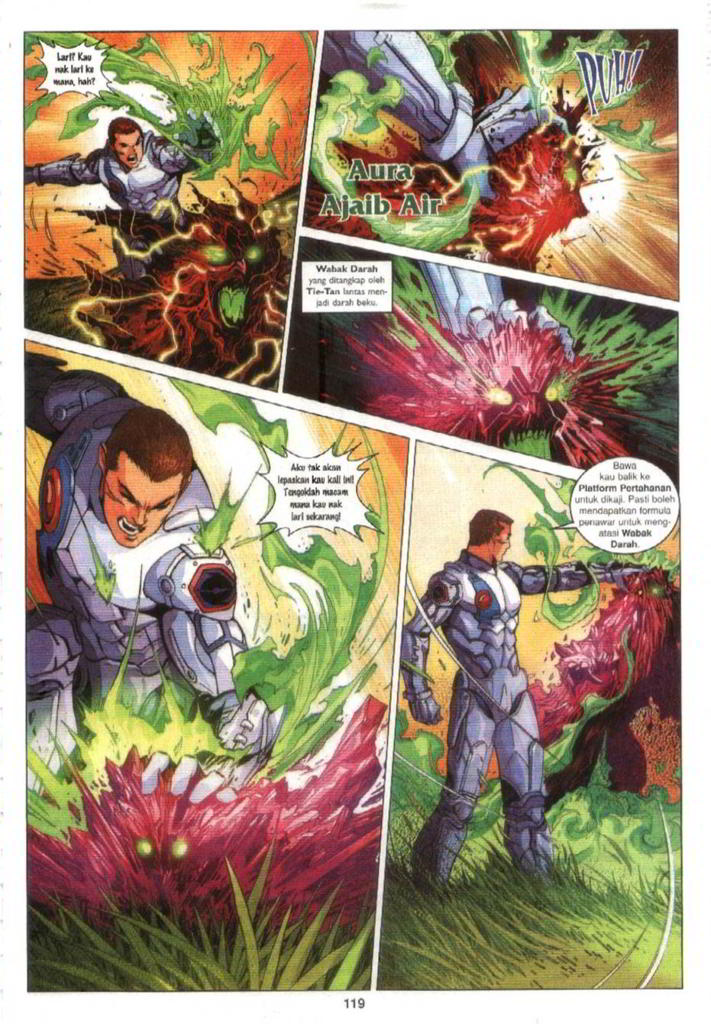 Lari? Kau
nak lari ke
mana, hah?
PUH!
Aura
Ajaib Air
Wabak Darah
yang ditangkap oleh
Tie-Tan lantas men-
jadi darah beku.
Aku tak akan
lepaskan kau kali ini!
Tengoklah macam
mana kau nak
lari sekarang!
Bawa
kau balik ke
Platform Pertahanan
untuk dikaji. Pasti boleh
mendapatkan formula
penawar untuk meng-
atasi Wabak
Darah.
119